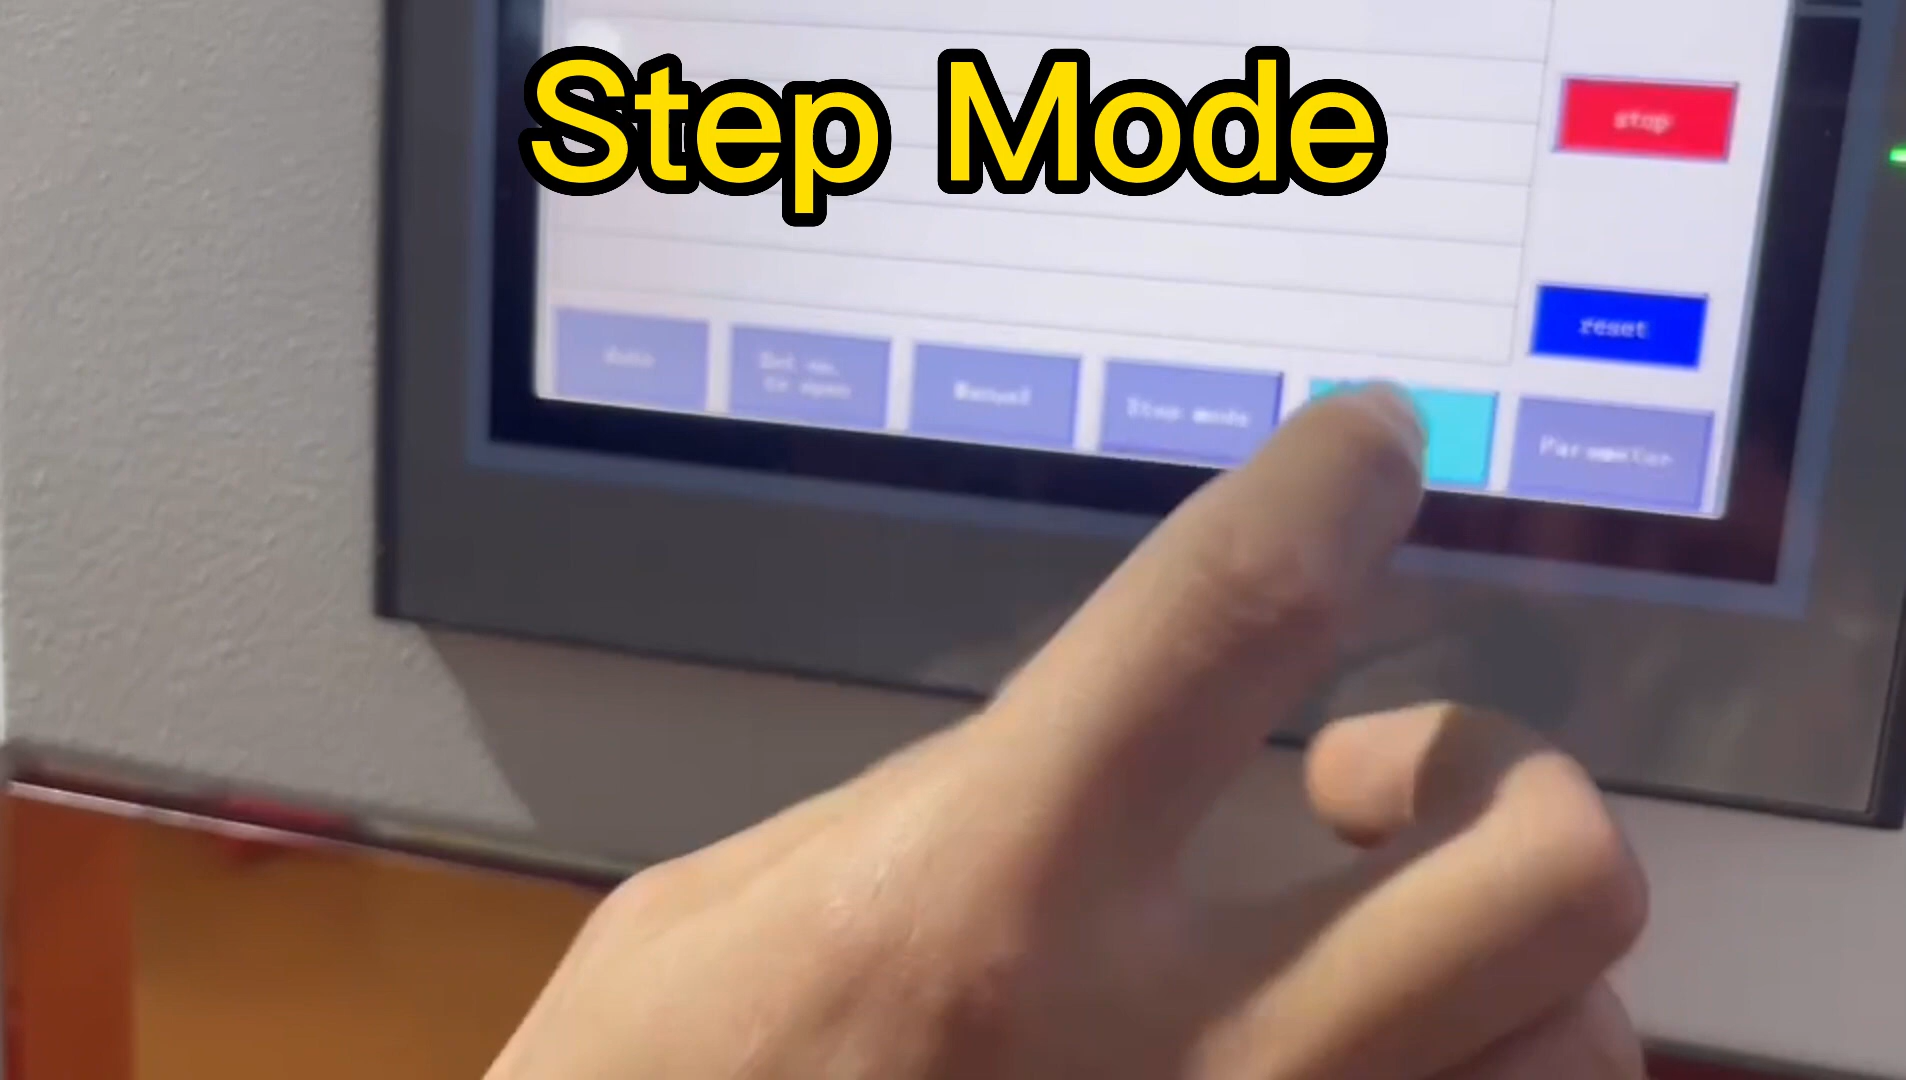 Step Mode
stop
reset
Auto
Manual
Step mode
Parameter